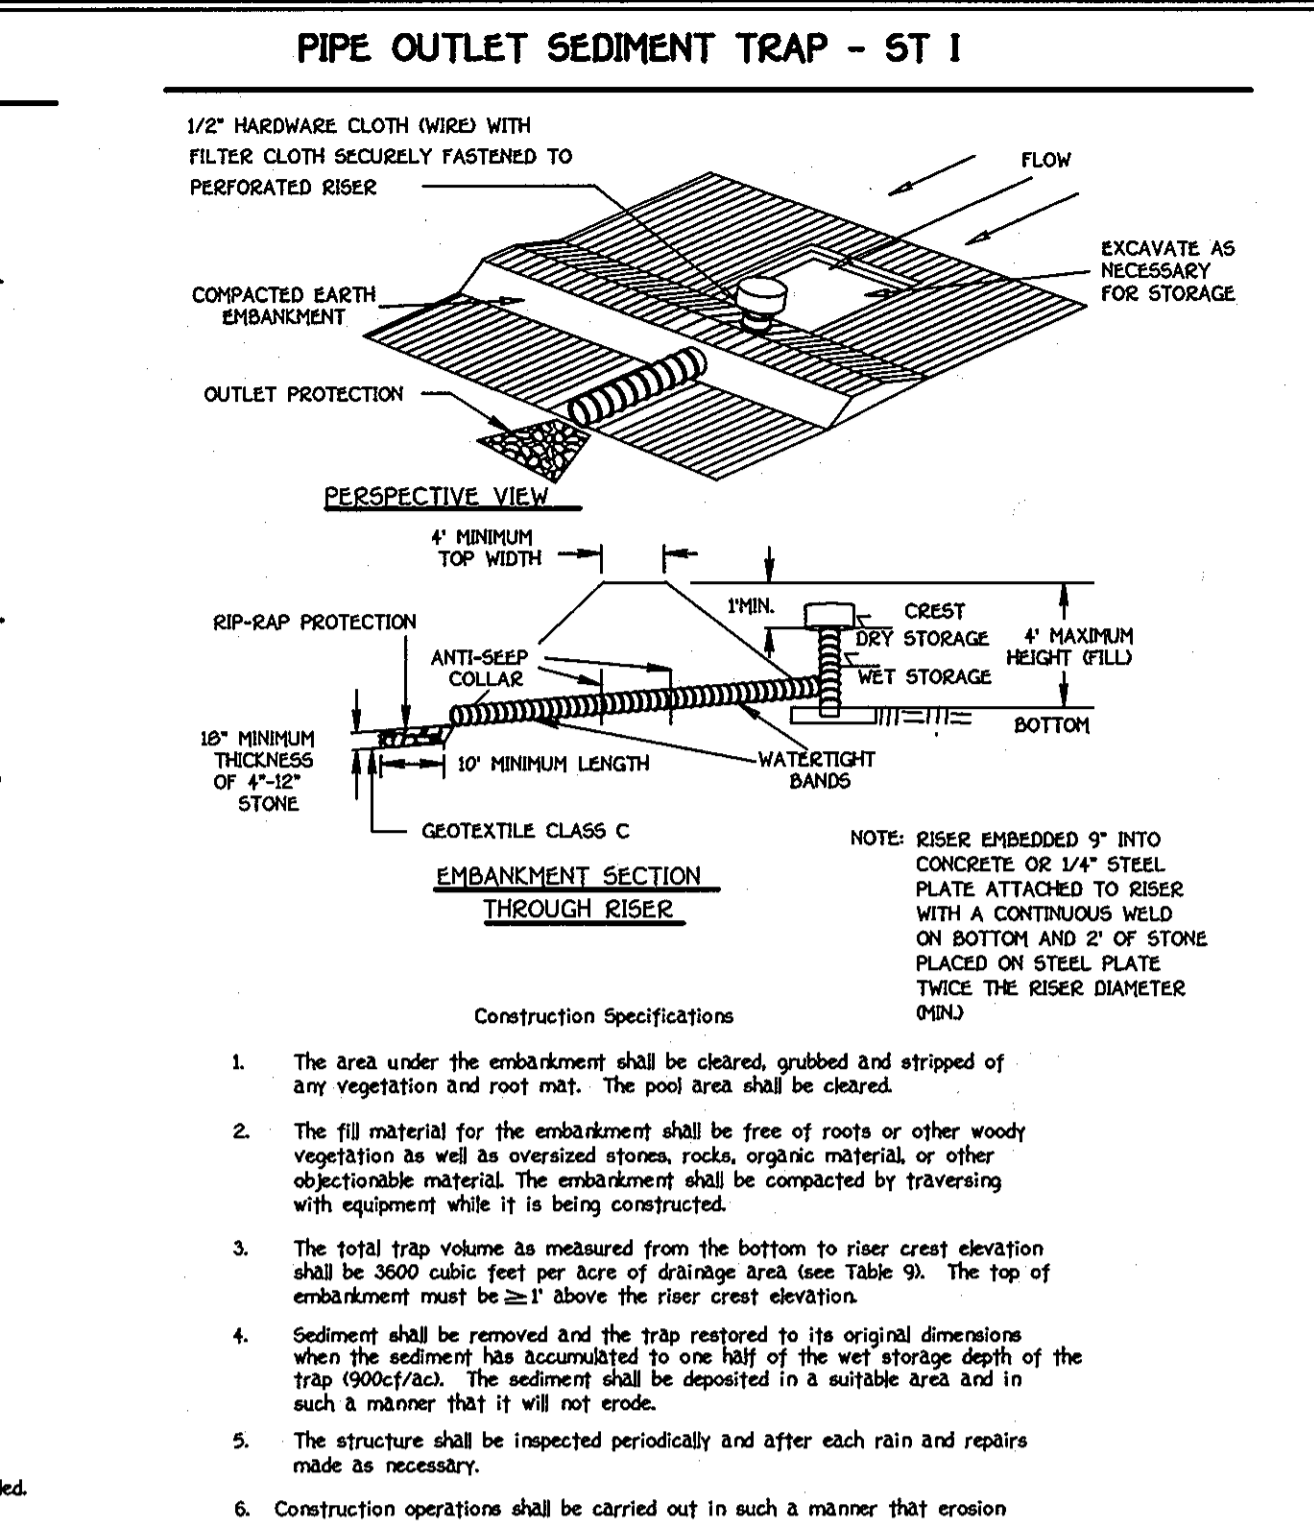 PIPE OUTLET SEDIMENT TRAP - ST I
1/2" HARDWARE CLOTH (WIRE) WITH
FILTER CLOTH SECURELY FASTENED TO
PERFORATED RISER
FLOW
EXCAVATE AS
NECESSARY
FOR STORAGE
COMPACTED EARTH
EMBANKMENT
OUTLET PROTECTION
PERSPECTIVE VIEW
4' MINIMUM
TOP WIDTH
1'MIN.
CREST
DRY STORAGE
4' MAXIMUM
HEIGHT (FILL)
RIP-RAP PROTECTION
ANTI-SEEP
COLLAR
WET STORAGE
BOTTOM
18" MINIMUM
THICKNESS
OF 4"-12"
STONE
10' MINIMUM LENGTH
WATERTIGHT
BANDS
GEOTEXTILE CLASS C
EMBANKMENT SECTION
THROUGH RISER
NOTE: RISER EMBEDDED 9" INTO
CONCRETE OR 1/4" STEEL
PLATE ATTACHED TO RISER
WITH A CONTINUOUS WELD
ON BOTTOM AND 2' OF STONE
PLACED ON STEEL PLATE
TWICE THE RISER DIAMETER
(MIN.)
Construction Specifications
1. The area under the embankment shall be cleared, grubbed and stripped of
any vegetation and root mat. The pool area shall be cleared.
2. The fill material for the embankment shall be free of roots or other woody
vegetation as well as oversized stones, rocks, organic material, or other
objectionable material. The embankment shall be compacted by traversing
with equipment while it is being constructed.
3. The total trap volume as measured from the bottom to riser crest elevation
shall be 3600 cubic feet per acre of drainage area (see Table 9). The top of
embankment must be ≥1' above the riser crest elevation.
4. Sediment shall be removed and the trap restored to its original dimensions
when the sediment has accumulated to one half of the wet storage depth of the
trap (900cf/ac). The sediment shall be deposited in a suitable area and in
such a manner that it will not erode.
5. The structure shall be inspected periodically and after each rain and repairs
made as necessary.
6. Construction operations shall be carried out in such a manner that erosion